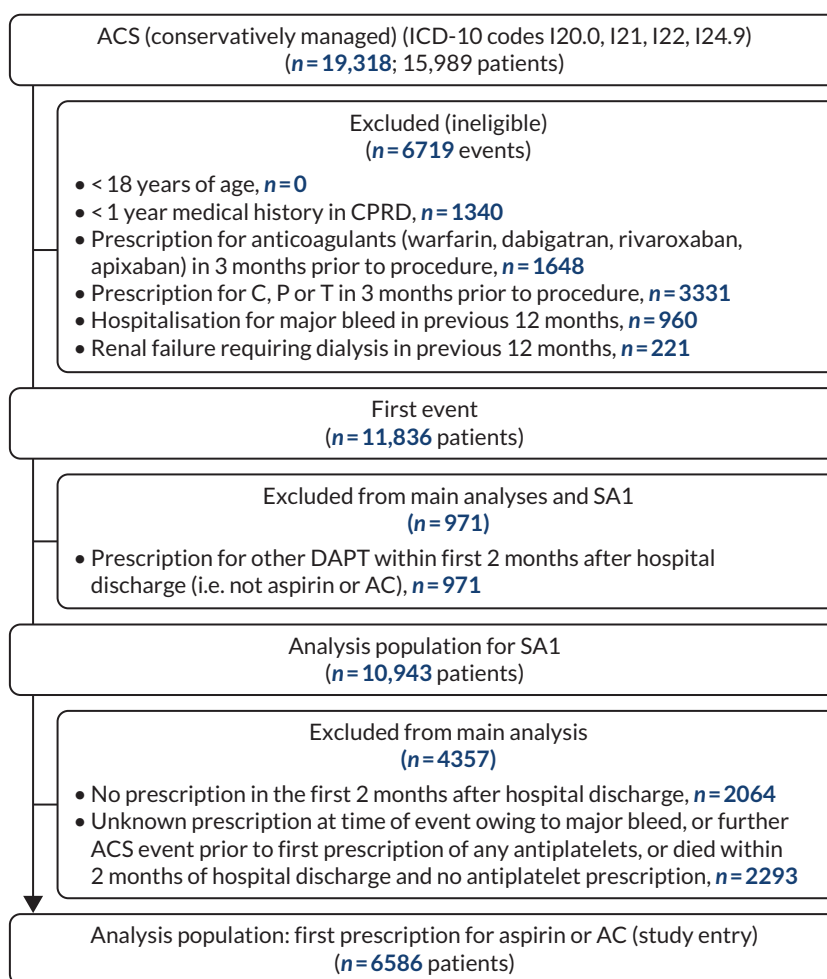 ACS (conservatively managed) (ICD-10 codes I20.0, I21, I22, I24.9)
(n = 19,318; 15,989 patients)
Excluded (ineligible)
(n = 6719 events)
• < 18 years of age, n = 0
• < 1 year medical history in CPRD, n = 1340
• Prescription for anticoagulants (warfarin, dabigatran, rivaroxaban,
apixaban) in 3 months prior to procedure, n = 1648
• Prescription for C, P or T in 3 months prior to procedure, n = 3331
• Hospitalisation for major bleed in previous 12 months, n = 960
• Renal failure requiring dialysis in previous 12 months, n = 221
First event
(n = 11,836 patients)
Excluded from main analyses and SA1
(n = 971)
• Prescription for other DAPT within first 2 months after hospital
discharge (i.e. not aspirin or AC), n = 971
Analysis population for SA1
(n = 10,943 patients)
Excluded from main analysis
(n = 4357)
• No prescription in the first 2 months after hospital discharge, n = 2064
• Unknown prescription at time of event owing to major bleed, or further
ACS event prior to first prescription of any antiplatelets, or died within
2 months of hospital discharge and no antiplatelet prescription, n = 2293
Analysis population: first prescription for aspirin or AC (study entry)
(n = 6586 patients)